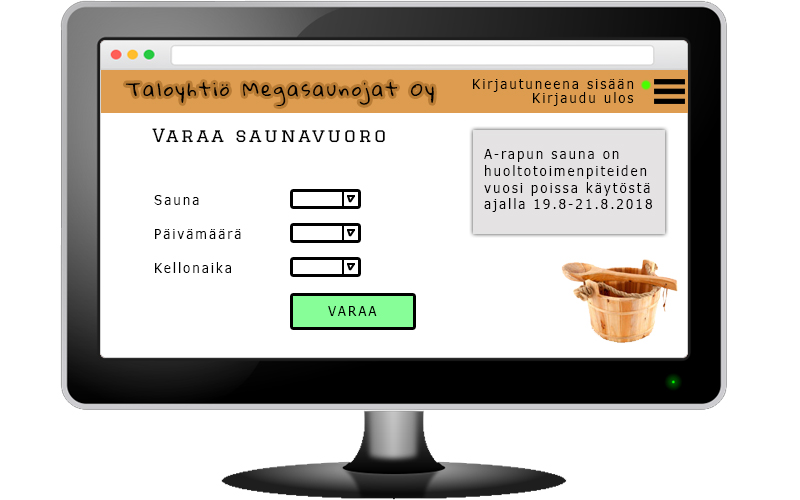 Taloyhtiö Megasaunojat Oy
Kirjautuneena sisään
Kirjaudu ulos
Varaa saunavuoro
A-rapun sauna on
huoltotoimenpiteiden
vuosi poissa käytöstä
ajalla 19.8-21.8.2018
Sauna
Päivämäärä
Kellonaika
VARAA